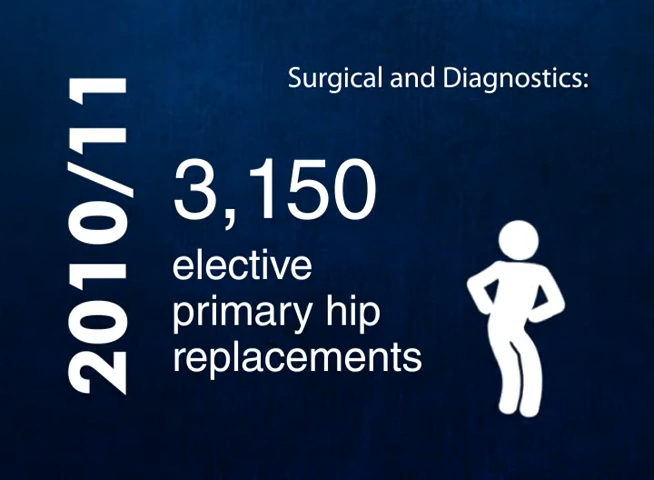 Surgical and Diagnostics:
2010/11
3,150
elective
primary hip
replacements